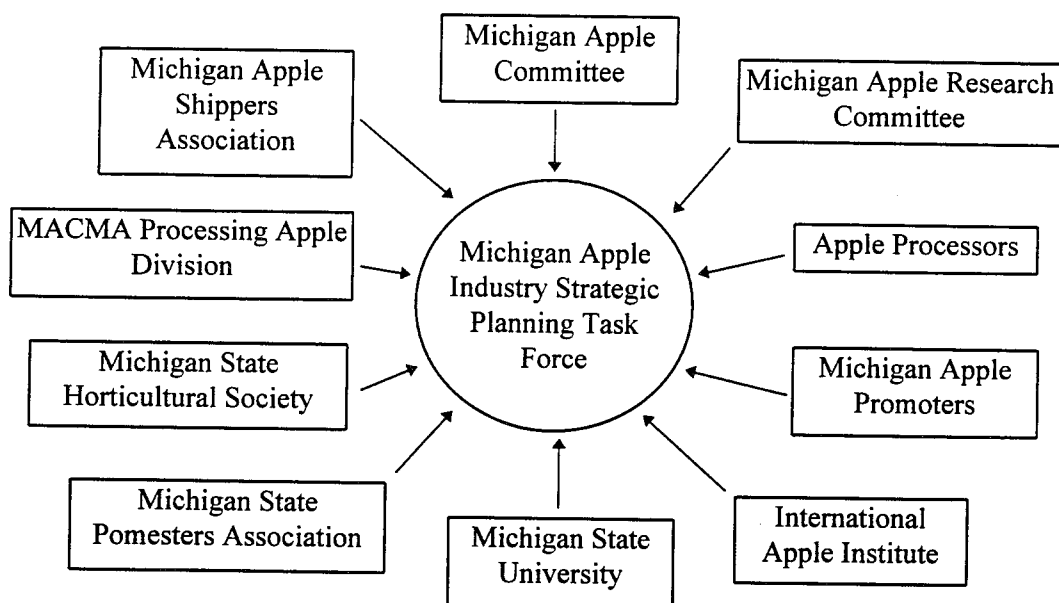 Michigan Apple
Committee
Michigan Apple
Shippers
Association
Michigan Apple Research
Committee
MACMA Processing Apple
Division
Michigan Apple
Industry Strategic
Planning Task
Force
Apple Processors
Michigan State
Horticultural Society
Michigan Apple
Promoters
Michigan State
Pomesters Association
Michigan State
University
International
Apple Institute